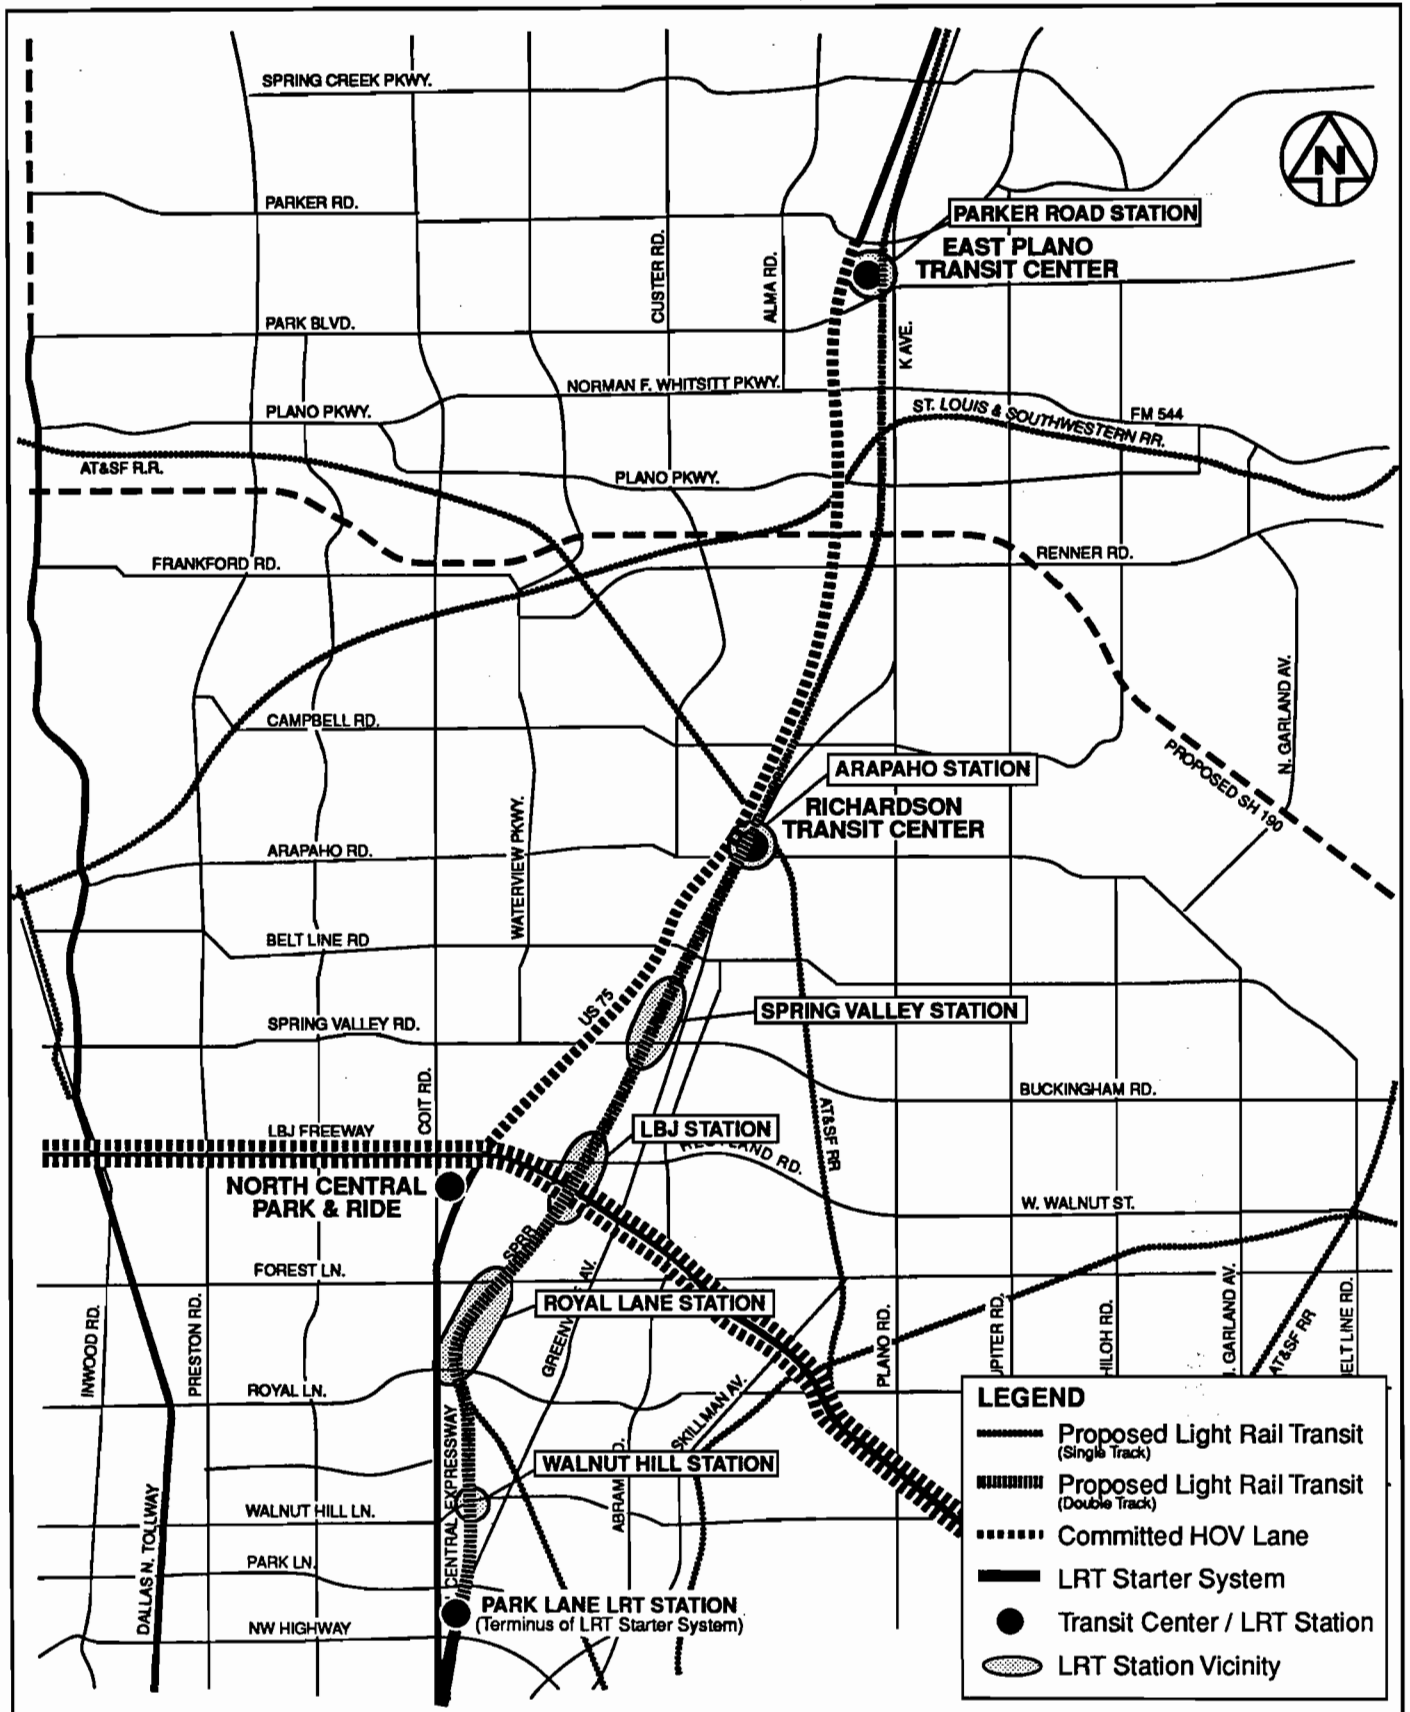 SPRING CREEK PKWY.
N
PARKER RD.
PARKER ROAD STATION
EAST PLANO
TRANSIT CENTER
CUSTER RD.
ALMA RD.
PARK BLVD.
K AVE.
NORMAN F. WHITSITT PKWY.
PLANO PKWY.
ST. LOUIS & SOUTHWESTERN RR.
FM 544
AT&SF R.R.
PLANO PKWY.
FRANKFORD RD.
RENNER RD.
N. GARLAND AV.
CAMPBELL RD.
PROPOSED SH 190
ARAPAHO STATION
RICHARDSON
TRANSIT CENTER
WATERVIEW PKWY.
ARAPAHO RD.
BELT LINE RD
US 75
SPRING VALLEY STATION
SPRING VALLEY RD.
COIT RD.
BUCKINGHAM RD.
AT&SF RR
LBJ FREEWAY
LBJ STATION
RD.
NORTH CENTRAL
PARK & RIDE
W. WALNUT ST.
SPRR
FOREST LN.
GREENV
AV.
ROYAL LANE STATION
INWOOD RD.
PRESTON RD.
PLANO RD.
UPITER RD.
HILOH RD.
. GARLAND AV.
AT&SF RR
ELT LINE RD.
ROYAL LN.
SKILLMAN AV.
CENTRAL EXPRESSWAY
WALNUT HILL STATION
ABRAM
D.
WALNUT HILL LN.
DALLAS N. TOLLWAY
PARK LN.
PARK LANE LRT STATION
(Terminus of LRT Starter System)
NW HIGHWAY
LEGEND
Proposed Light Rail Transit
(Single Track)
Proposed Light Rail Transit
(Double Track)
Committed HOV Lane
LRT Starter System
Transit Center / LRT Station
LRT Station Vicinity